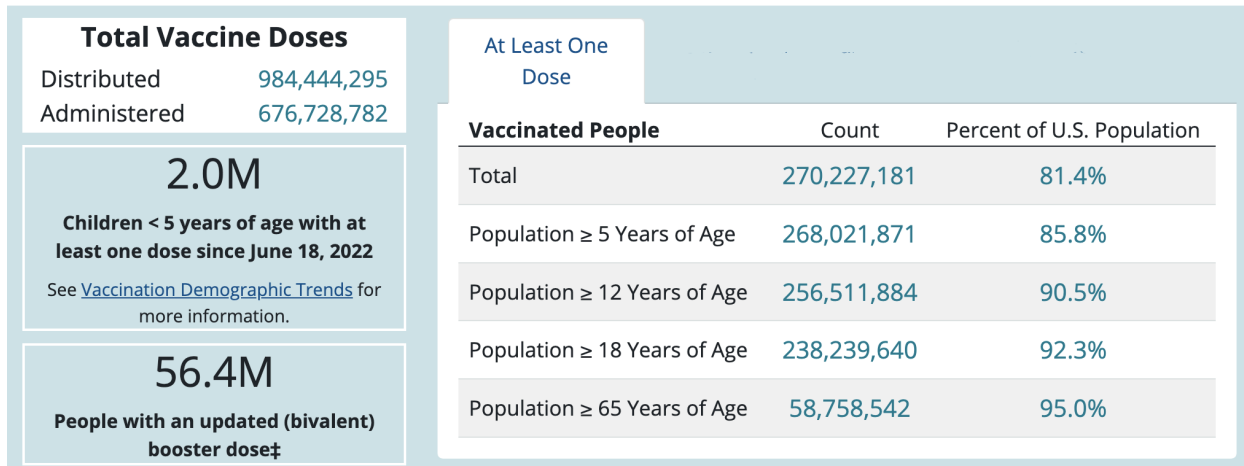 Total Vaccine Doses
Distributed 984,444,295
Administered 676,728,782
2.0M
Children < 5 years of age with at
least one dose since June 18, 2022
See Vaccination Demographic Trends for
more information.
56.4M
People with an updated (bivalent)
booster dose‡
At Least One
Dose
Vaccinated People Count Percent of U.S. Population
Total 270,227,181 81.4%
Population ≥ 5 Years of Age 268,021,871 85.8%
Population ≥ 12 Years of Age 256,511,884 90.5%
Population ≥ 18 Years of Age 238,239,640 92.3%
Population ≥ 65 Years of Age 58,758,542 95.0%